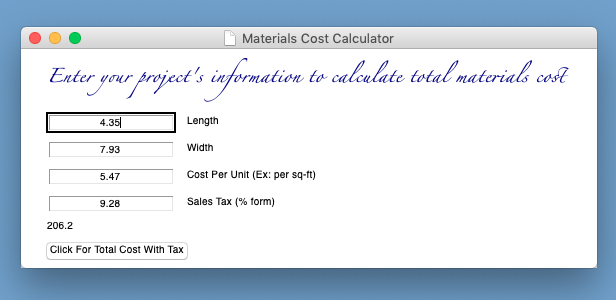 Materials Cost Calculator
Enter your project's information to calculate total materials cost
4.35 Length
7.93 Width
5.47 Cost Per Unit (Ex: per sq-ft)
9.28 Sales Tax (% form)
206.2
Click For Total Cost With Tax